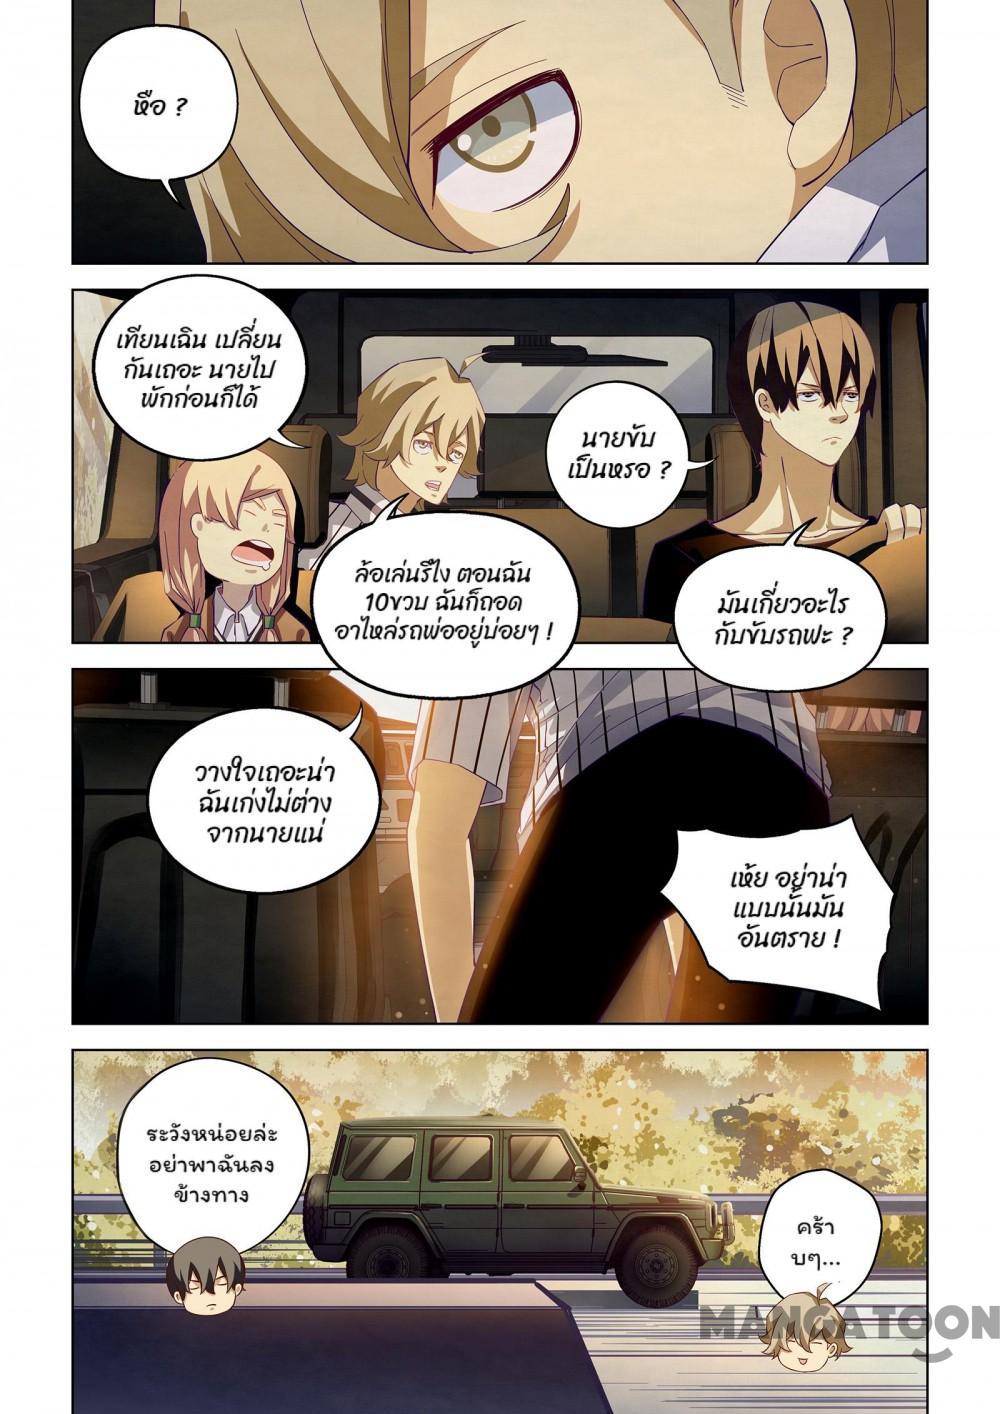 หือ ?
เทียนเฉิน เปลี่ยน
กันเถอะ นายไป
พักก่อนก็ได้
นายขับ
เป็นหรอ ?
ล้อเล่นรึไง ตอนฉัน
10ขวบ ฉันก็ถอด
อาไหล่รถพ่ออยู่บ่อยๆ !
มันเกี่ยวอะไร
กับขับรถฟะ ?
วางใจเถอะน่า
ฉันเก่งไม่ต่าง
จากนายแน่
เห้ย อย่าน่า
แบบนั้นมัน
อันตราย !
ระวังหน่อยล่ะ
อย่าพาฉันลง
ข้างทาง
คร้า
บๆ...
MANGATOON